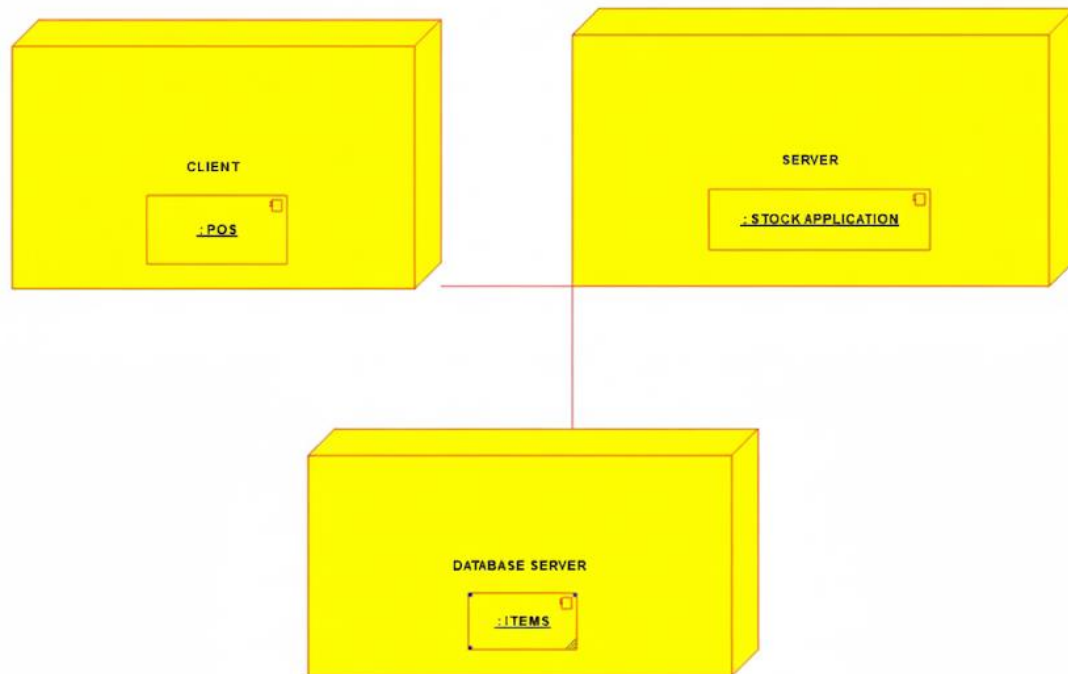 CLIENT
: POS
SERVER
: STOCK APPLICATION
DATABASE SERVER
: ITEMS